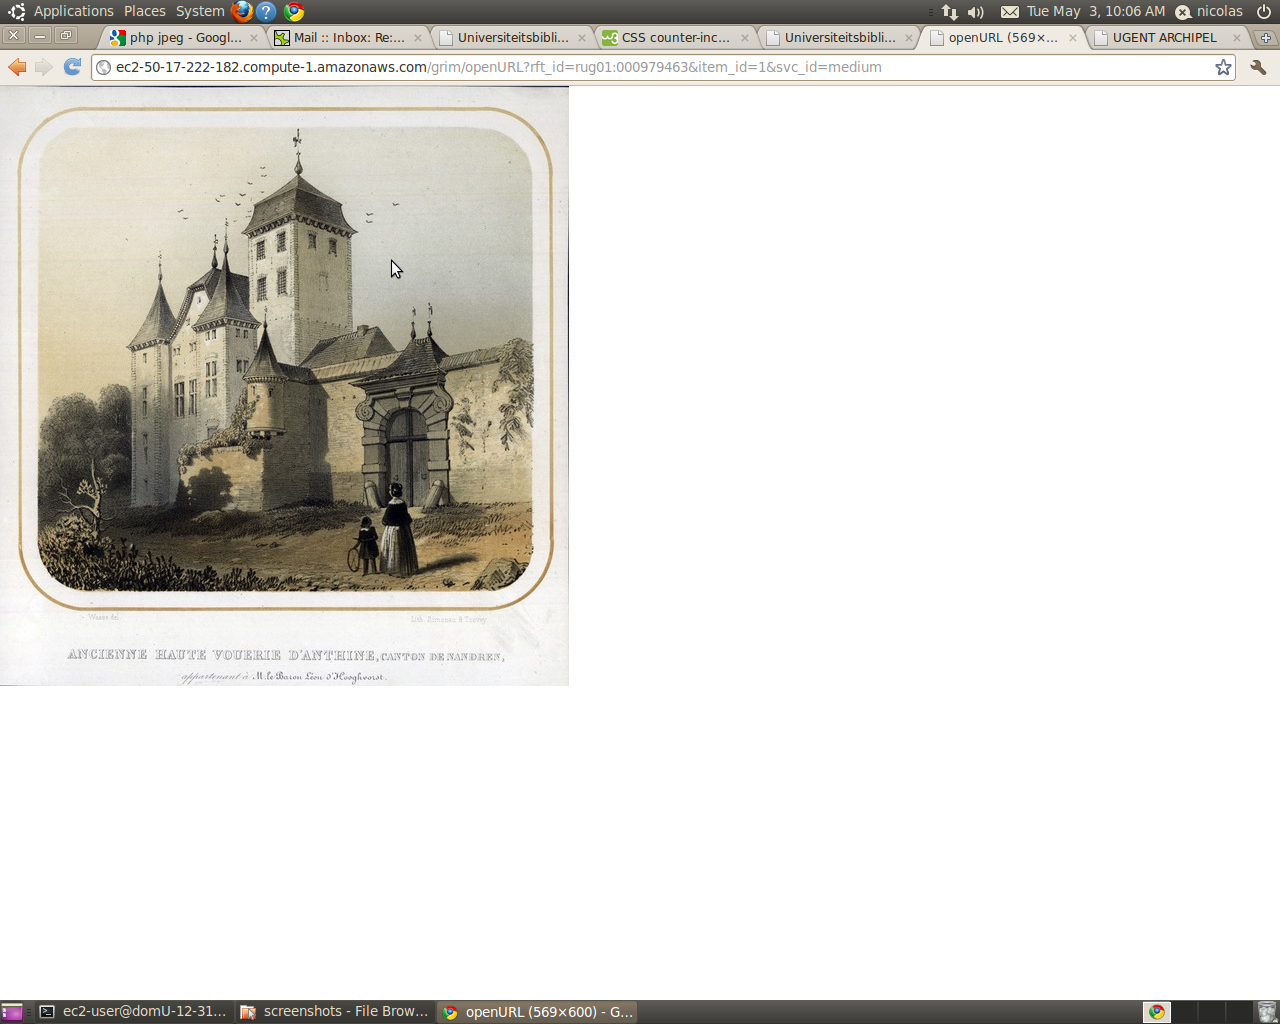 Applications Places System
Tue May 3, 10:06 AM nicolas
php jpeg - Googl...
Mail :: Inbox: Re:...
Universiteitsbibli...
CSS counter-inc...
Universiteitsbibli...
openURL (569×...
UGENT ARCHIPEL
ec2-50-17-222-182.compute-1.amazonaws.com/grim/openURL?rft_id=rug01:000979463&item_id=1&svc_id=medium
ANCIENNE HAUTE VOUERIE D'ANTHINE, CANTON DE NANDREN,
appartenant à M. le Baron Léon d'Hooghvorst.
ec2-user@domU-12-31...
screenshots - File Brow...
openURL (569×600) - G...